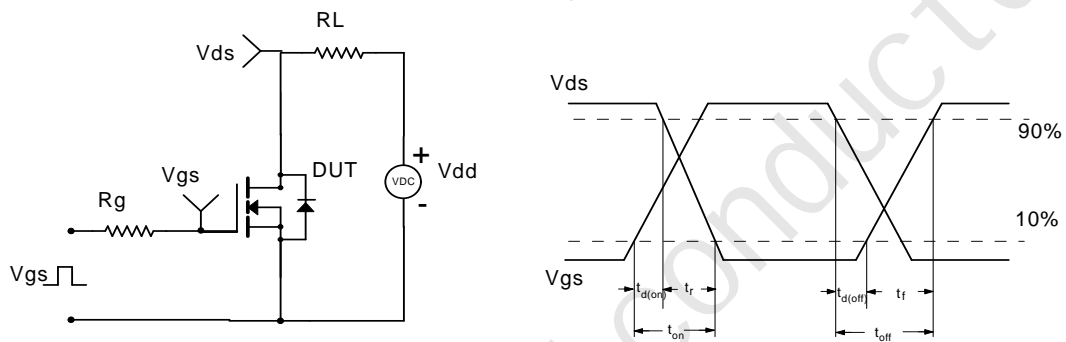 RL
Vds
Vgs
DUT
+
VDC
Vdd
-
Rg
Vgs
Vds
90%
10%
Vgs
td(on)
tr
td(off)
tf
ton
toff